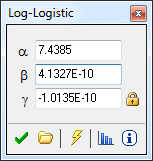 Log-Logistic
α 7.4385
β 4.1327E-10
γ -1.0135E-10